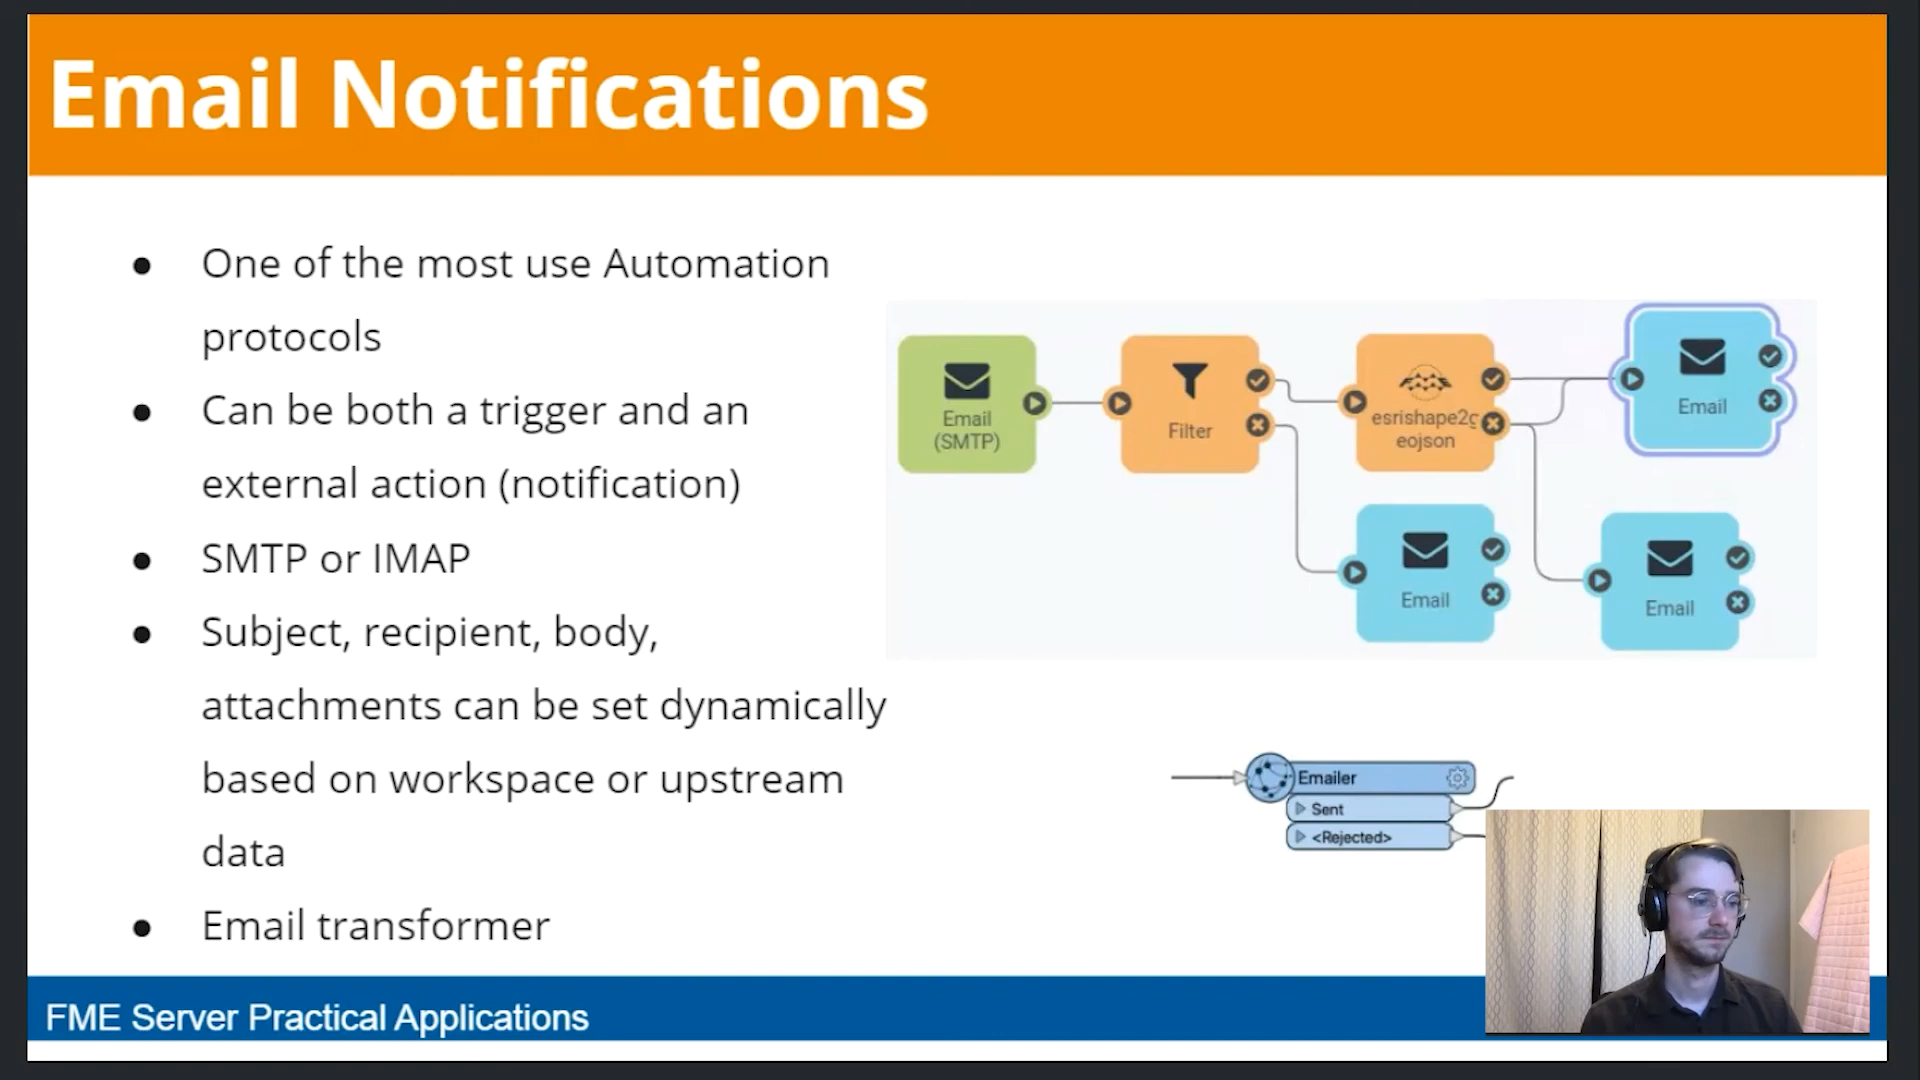 Email Notifications
One of the most use Automation
protocols
Can be both a trigger and an
external action (notification)
SMTP or IMAP
Subject, recipient, body,
attachments can be set dynamically
based on workspace or upstream
data
Email transformer
Email
(SMTP)
Filter
esrishape2g
eojson
Email
Email
Email
Emailer
Sent
<Rejected>
FME Server Practical Applications